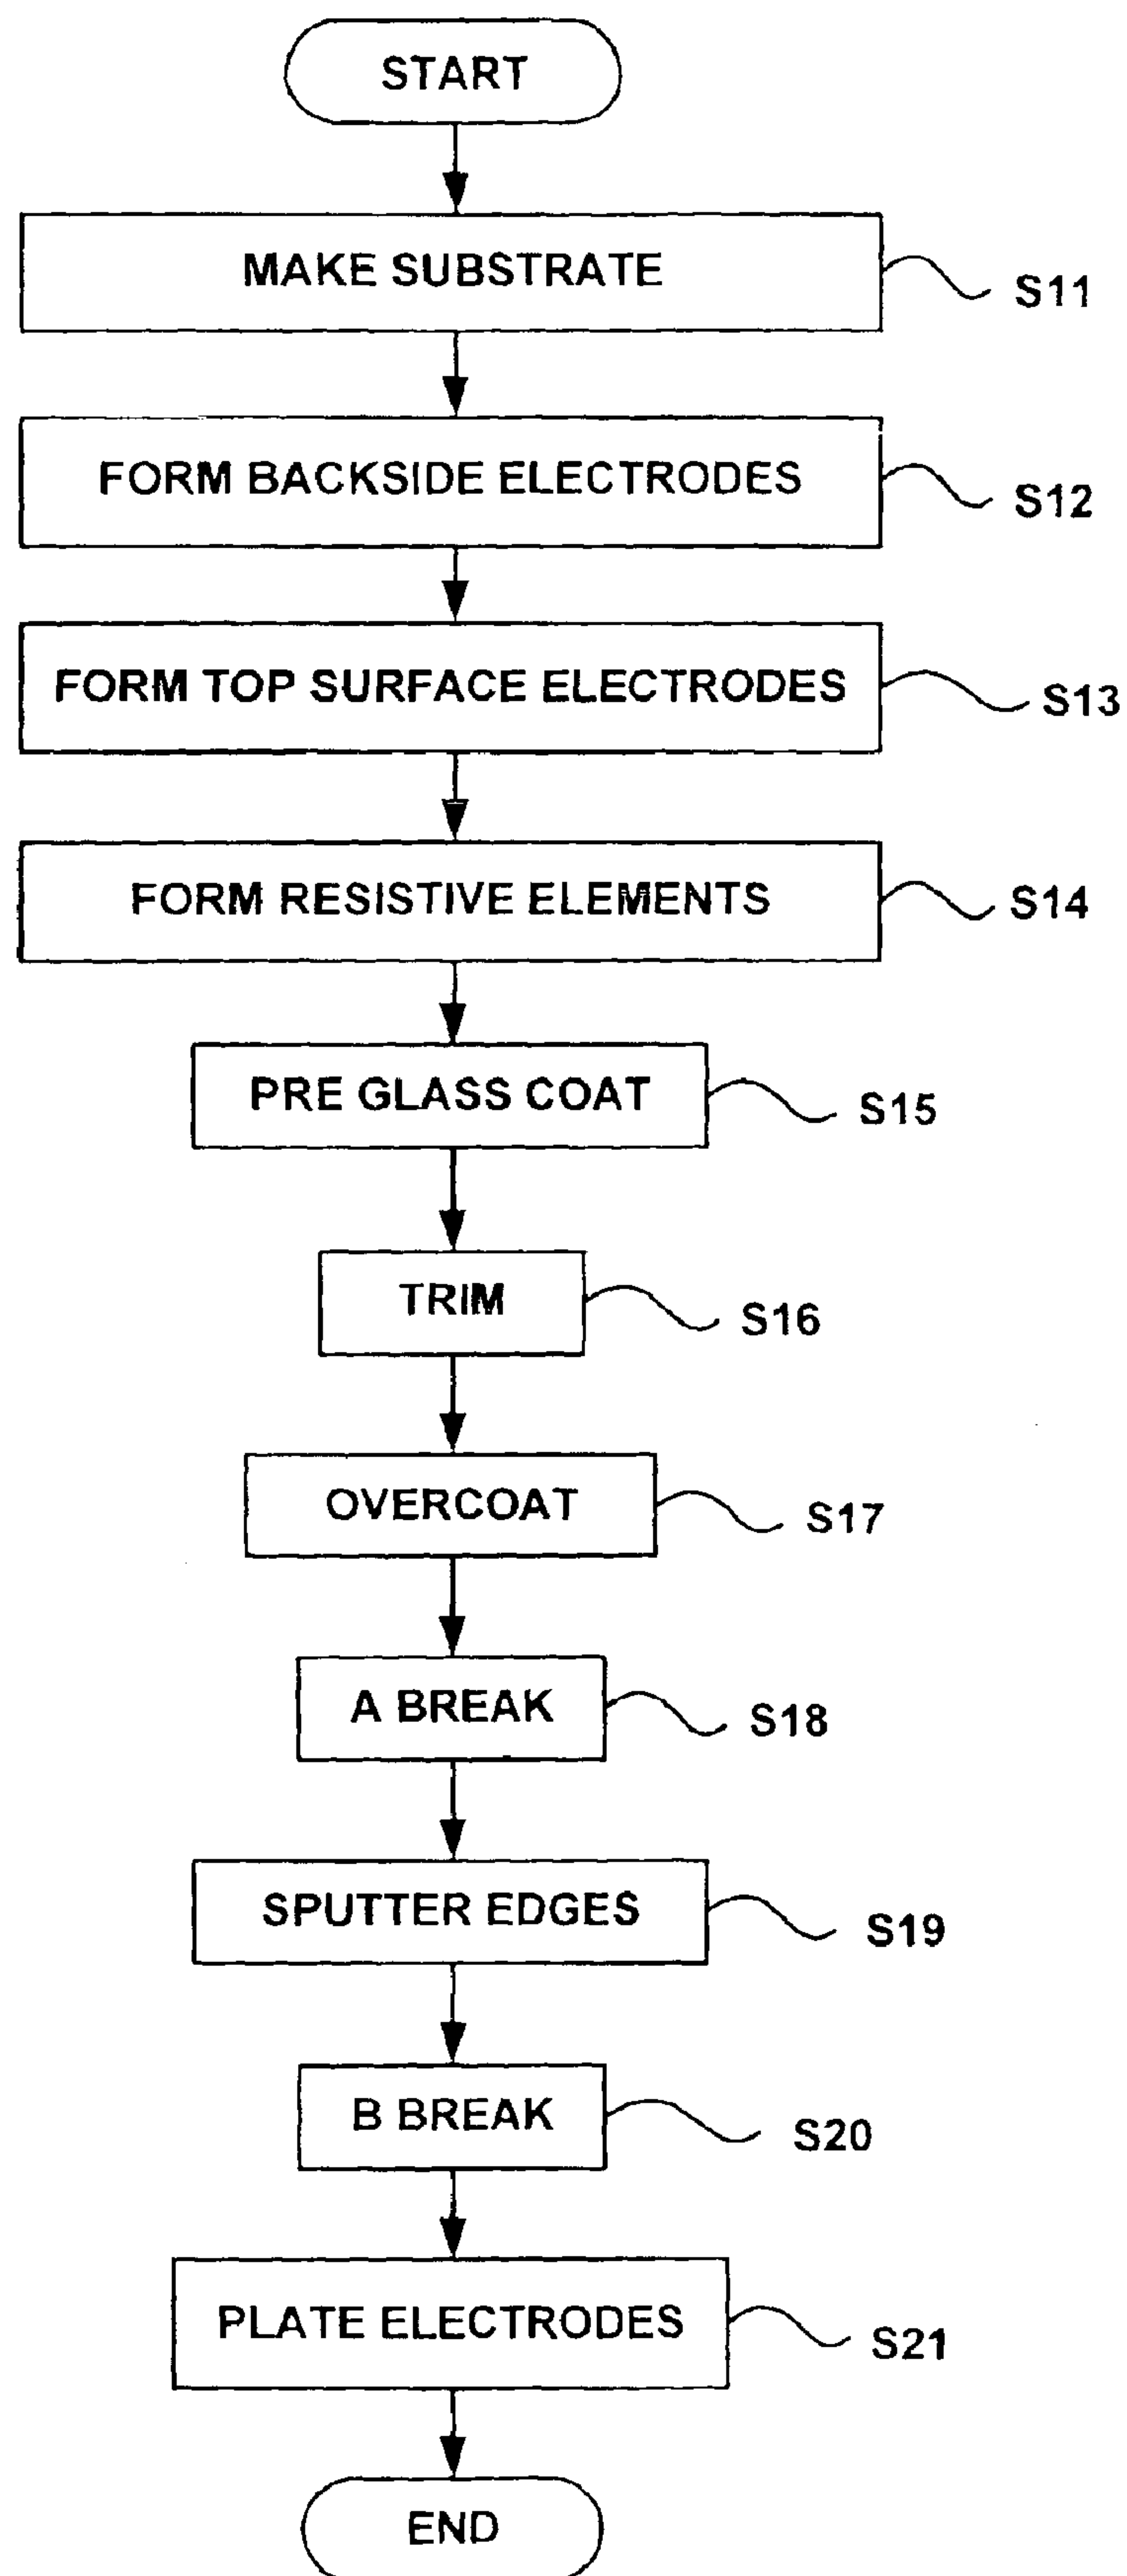 START
MAKE SUBSTRATE
S11
FORM BACKSIDE ELECTRODES
S12
FORM TOP SURFACE ELECTRODES
S13
FORM RESISTIVE ELEMENTS
S14
PRE GLASS COAT
S15
TRIM
S16
OVERCOAT
S17
A BREAK
S18
SPUTTER EDGES
S19
B BREAK
S20
PLATE ELECTRODES
S21
END